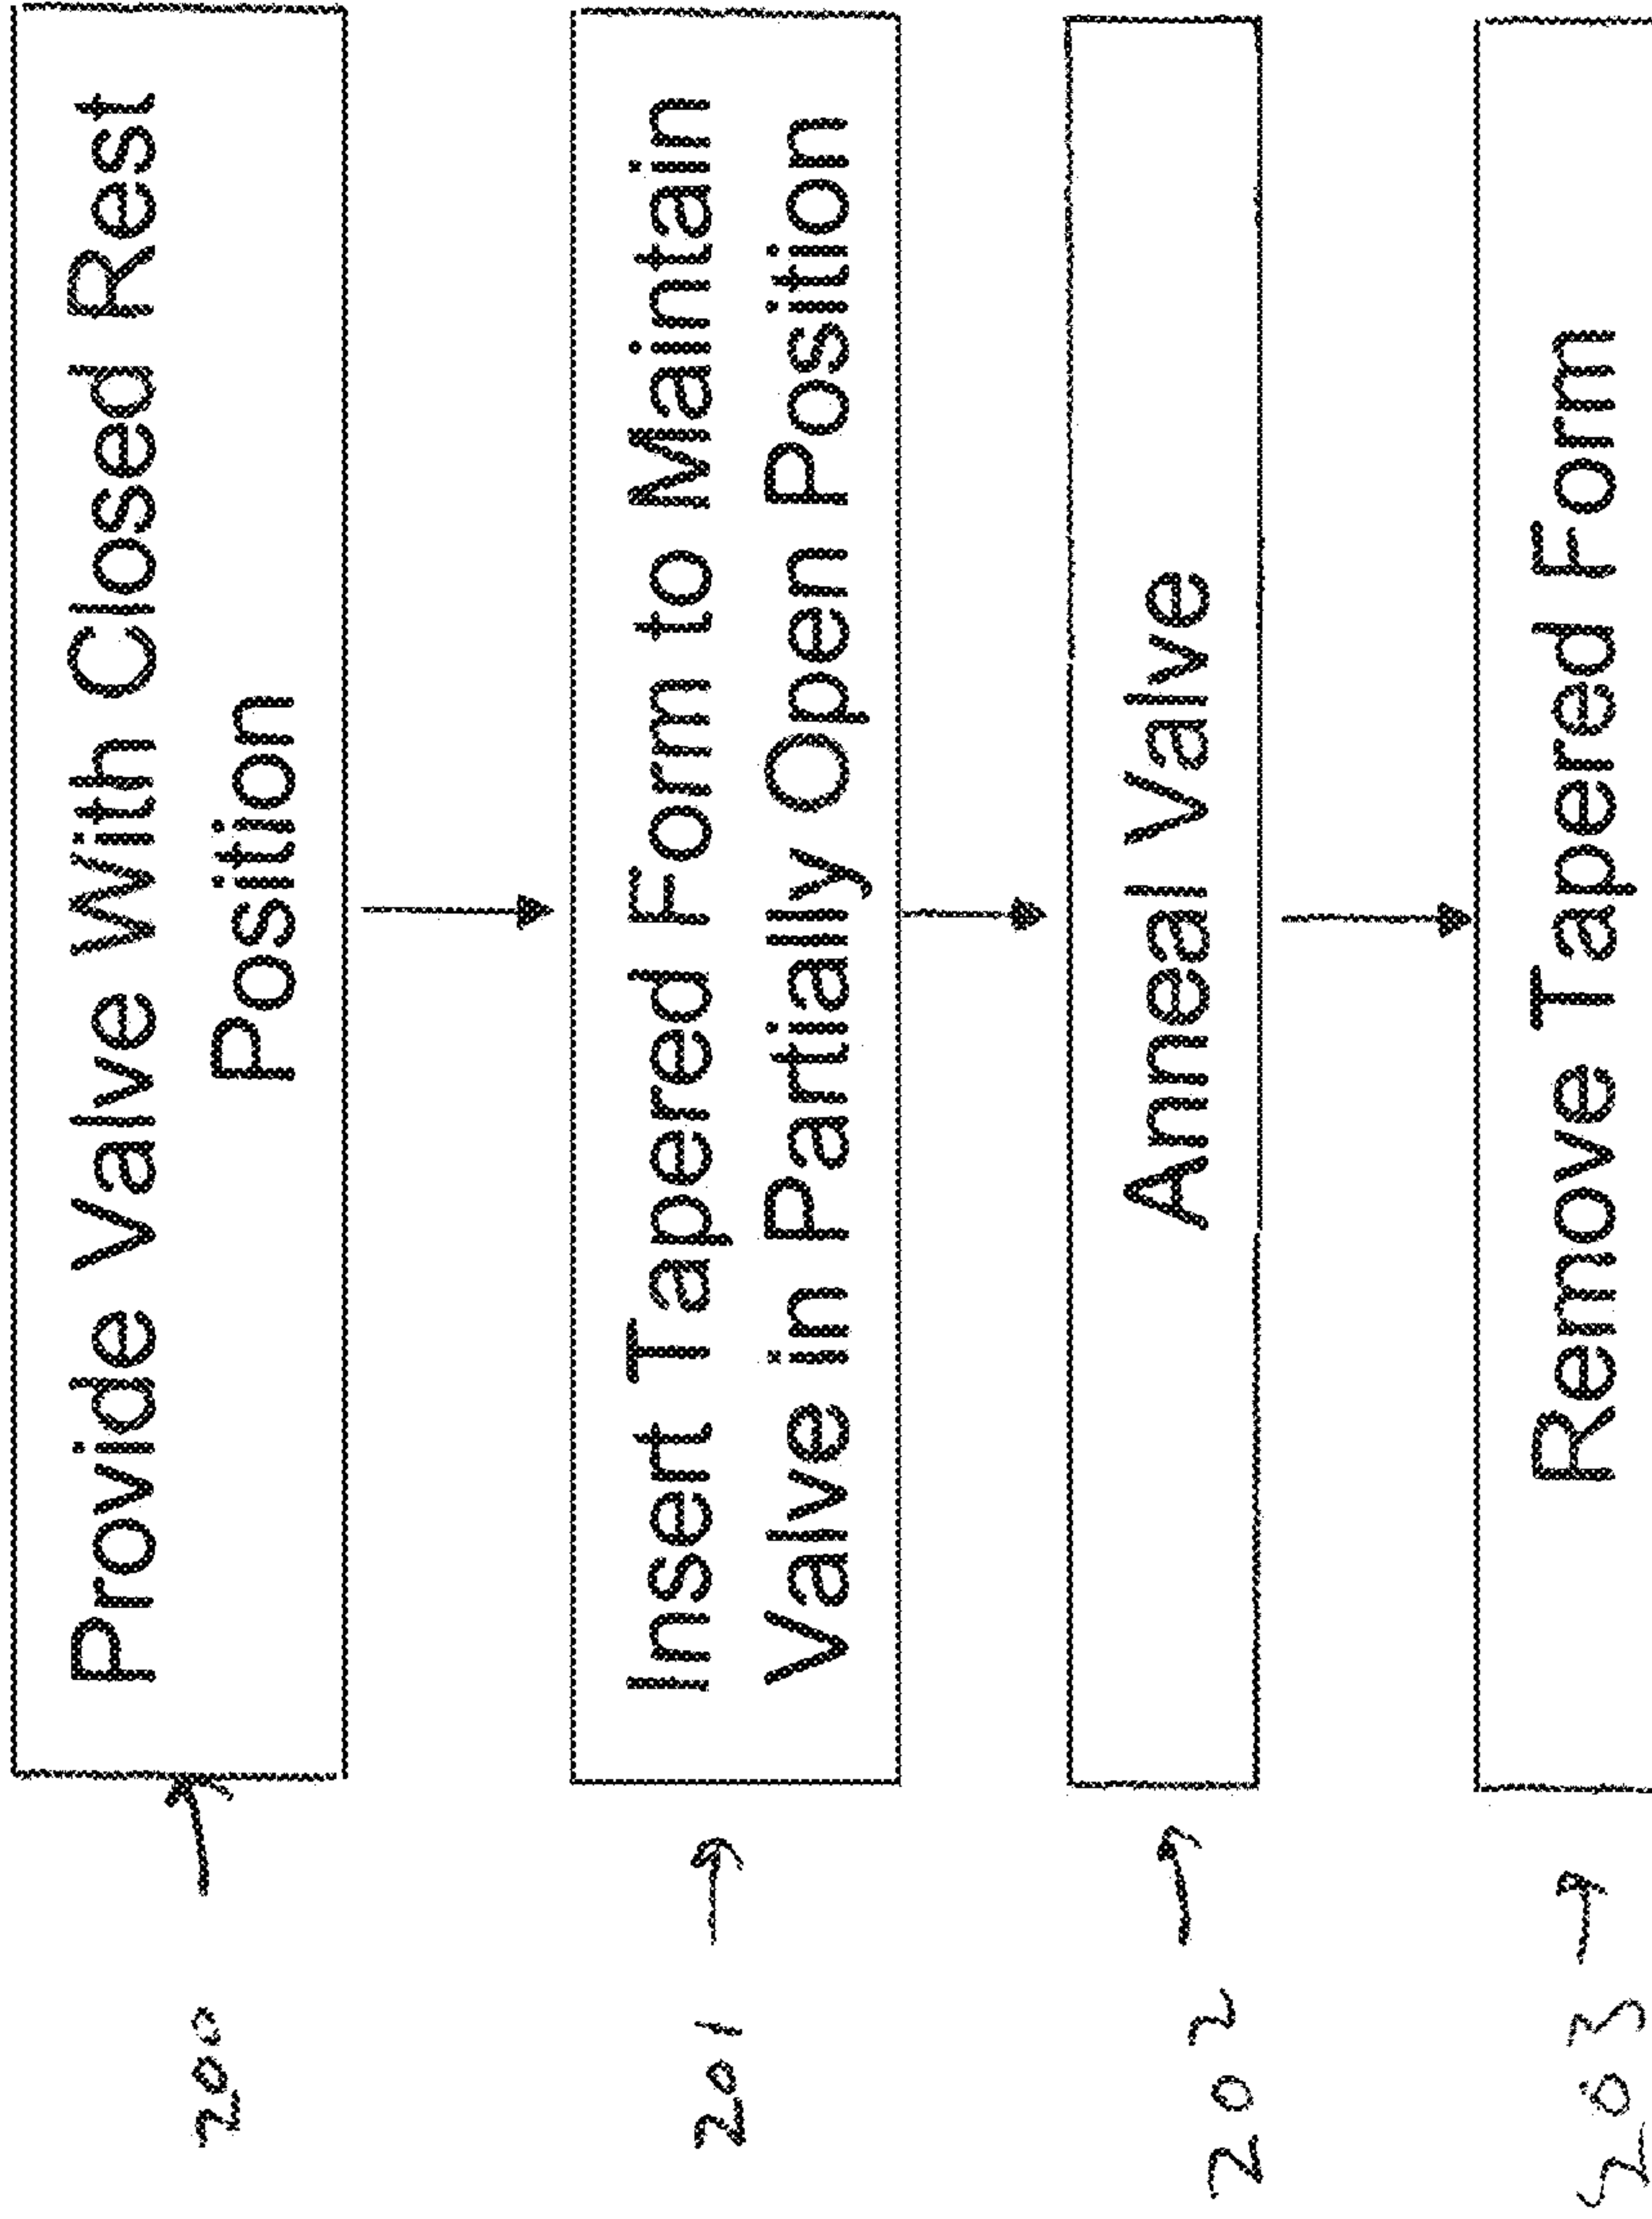 200
Provide Valve With Closed Rest
Position
201
Insert Tapered Form to Maintain
Valve in Partially Open Position
202
Anneal Valve
203
Remove Tapered Form